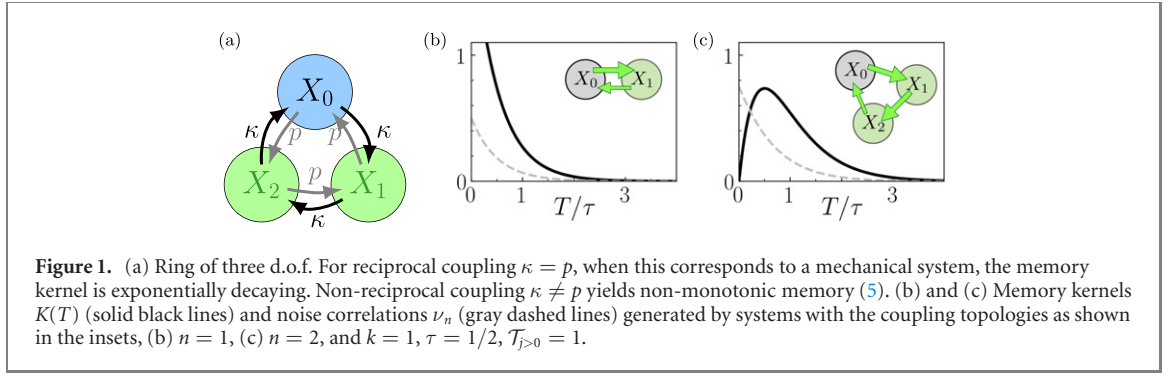 (a)
X₀
κ
p
p
κ
X₂
p
X₁
κ
(b)
1
X₀
X₁
0
0
1
3
T/τ
(c)
1
X₀
X₁
X₂
0
0
1
3
T/τ
Figure 1. (a) Ring of three d.o.f. For reciprocal coupling κ = p, when this corresponds to a mechanical system, the memory
kernel is exponentially decaying. Non-reciprocal coupling κ ≠ p yields non-monotonic memory (5). (b) and (c) Memory kernels
K(T) (solid black lines) and noise correlations νₙ (gray dashed lines) generated by systems with the coupling topologies as shown
in the insets, (b) n = 1, (c) n = 2, and k = 1, τ = 1/2, 𝒯ⱼ>₀ = 1.